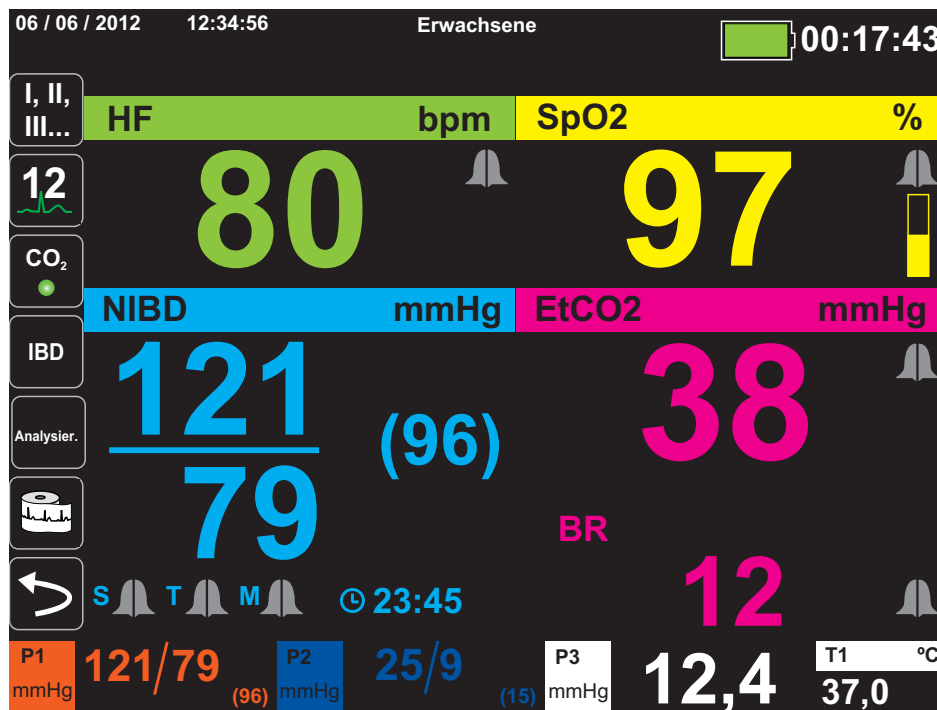 06 / 06 / 2012 12:34:56 Erwachsene 00:17:43
I, II,
III...
HF bpm SpO2 %
80 97
12
CO₂
NIBD mmHg EtCO2 mmHg
IBD
121 38
(96)
Analysier.
79
BR
12
S T M 23:45
P1 121/79 P2 25/9 P3 12,4 T1 ºC
mmHg (96) mmHg (15) mmHg 37,0